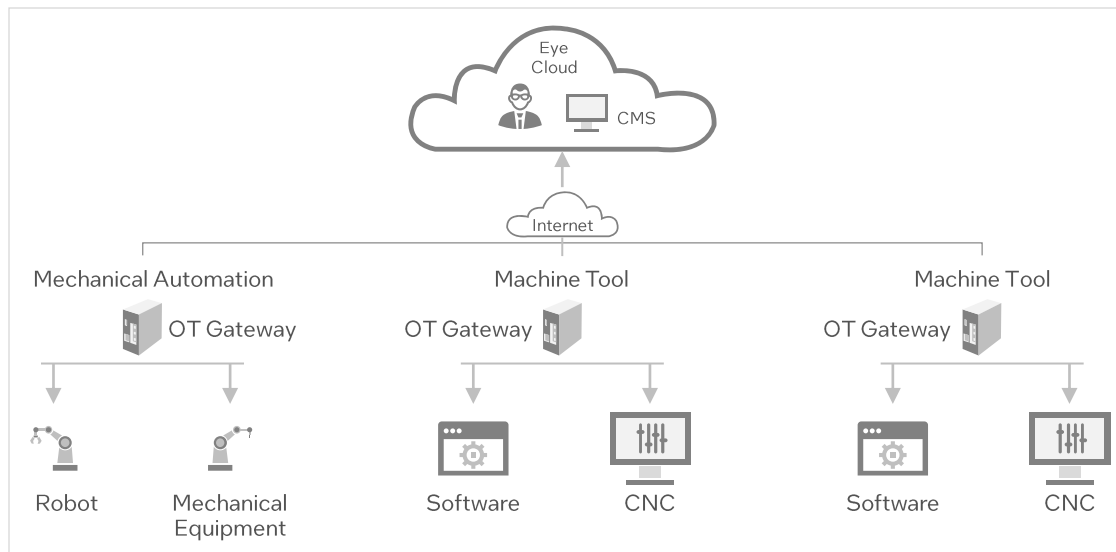 Eye
Cloud
CMS
Internet
Mechanical Automation
Machine Tool
Machine Tool
OT Gateway
OT Gateway
OT Gateway
Robot
Mechanical
Equipment
Software
CNC
Software
CNC